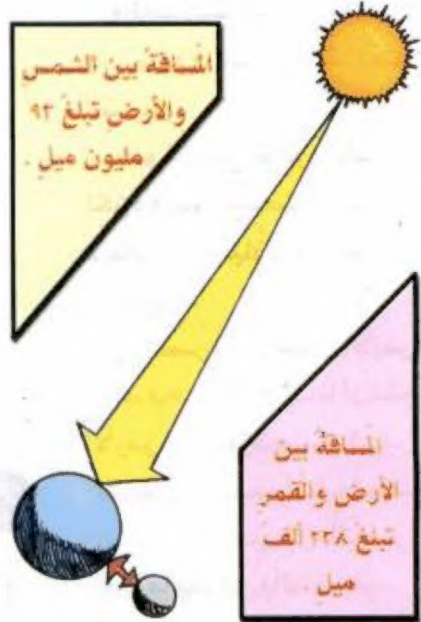 المسافةُ بين الشمسِ
والأرضِ تبلغُ ٩٣
مليون ميلٍ .
المسافةُ بين
الأرض والقمرِ
تبلغ ٢٣٨ ألف
ميلٍ .